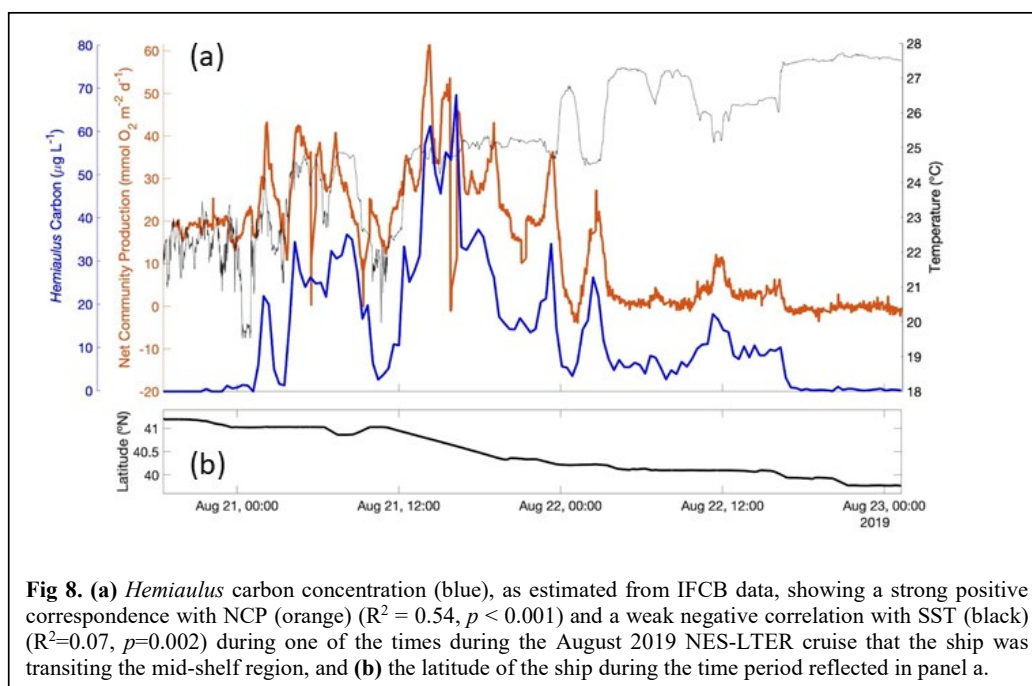 (a)
Hemiaulus Carbon (µg L⁻¹)
80
70
60
50
40
30
20
10
0
Net Community Production (mmol O₂ m⁻² d⁻¹)
60
50
40
30
20
10
0
-10
-20
28
27
26
25
24
23
22
21
20
19
18
Temperature (°C)
(b)
Latitude (°N)
41
40.5
40
Aug 21, 00:00
Aug 21, 12:00
Aug 22, 00:00
Aug 22, 12:00
Aug 23, 00:00
2019
Fig 8. (a) Hemiaulus carbon concentration (blue), as estimated from IFCB data, showing a strong positive
correspondence with NCP (orange) (R² = 0.54, p < 0.001) and a weak negative correlation with SST (black)
(R²=0.07, p=0.002) during one of the times during the August 2019 NES-LTER cruise that the ship was
transiting the mid-shelf region, and (b) the latitude of the ship during the time period reflected in panel a.